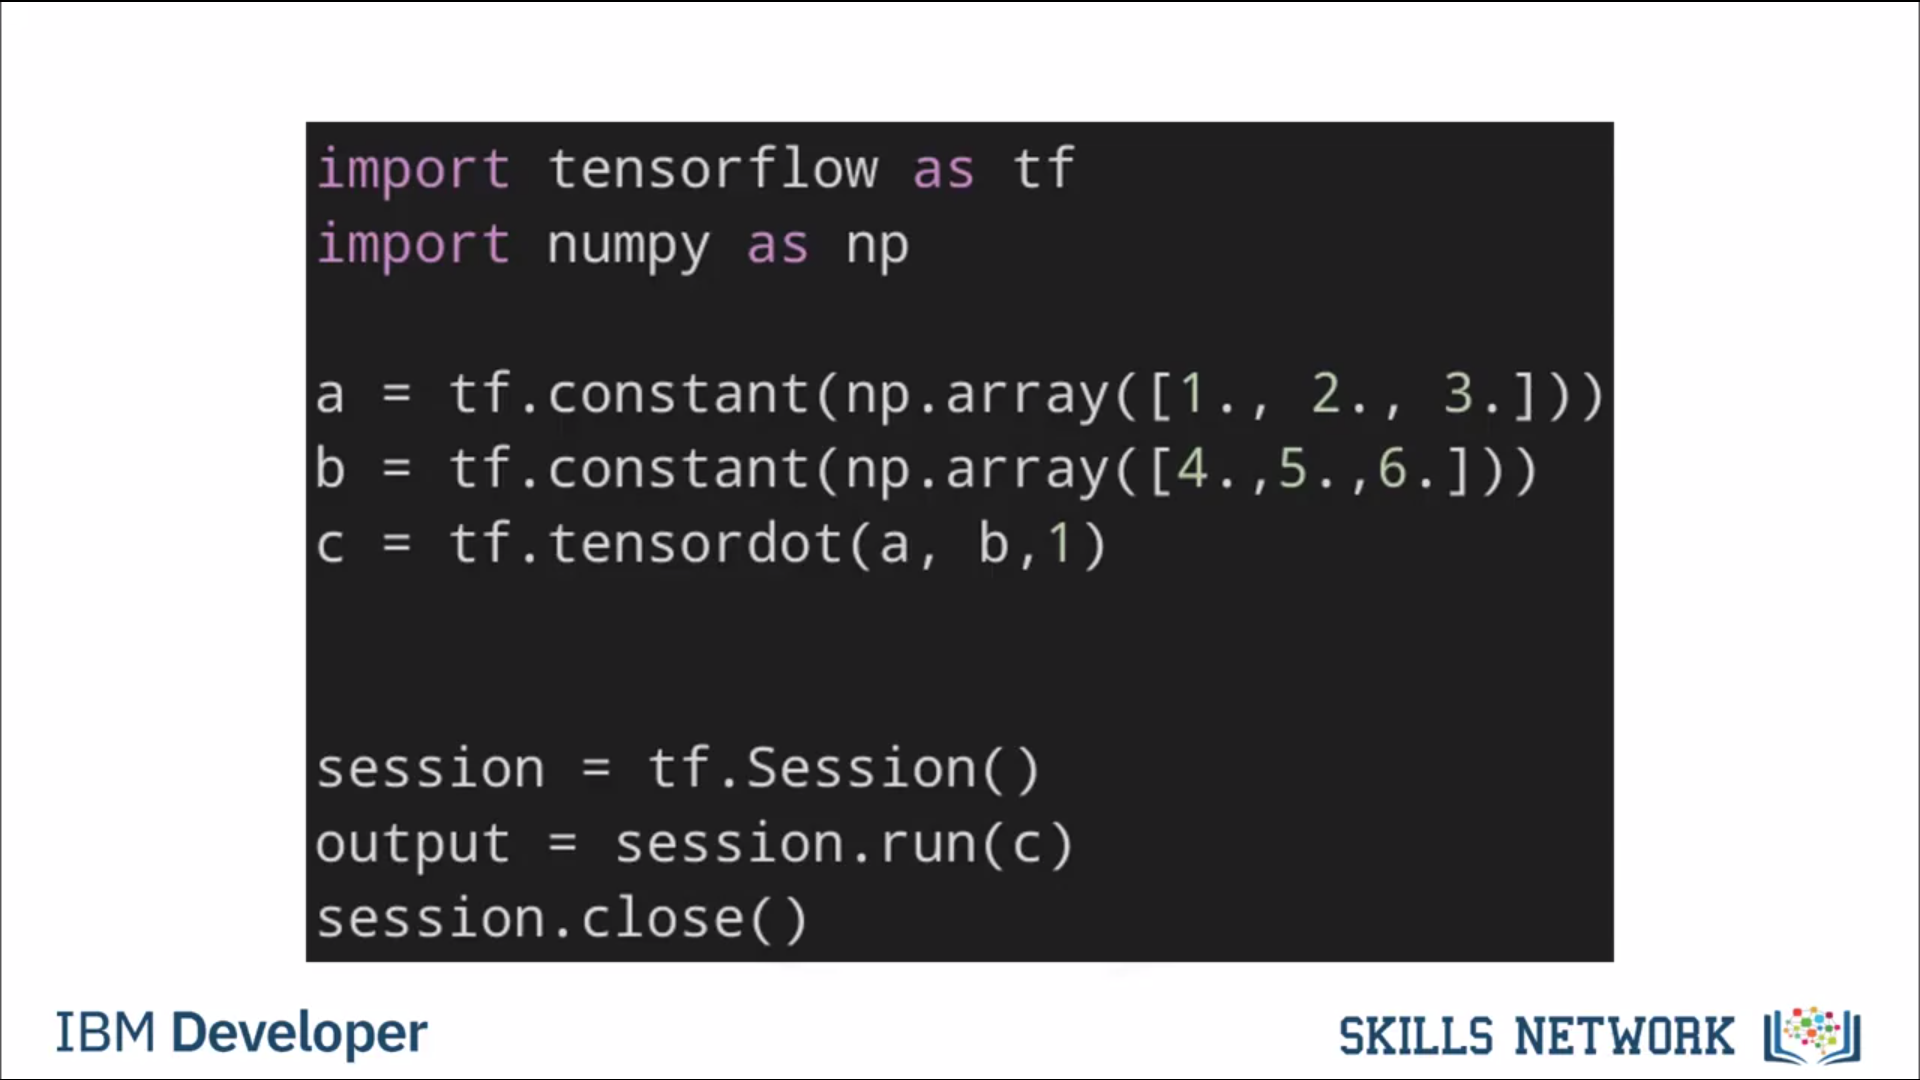 import tensorflow as tf
import numpy as np
a = tf.constant(np.array([1., 2., 3.]))
b = tf.constant(np.array([4.,5.,6.]))
c = tf.tensordot(a, b,1)
session = tf.Session()
output = session.run(c)
session.close()
IBM Developer
SKILLS NETWORK